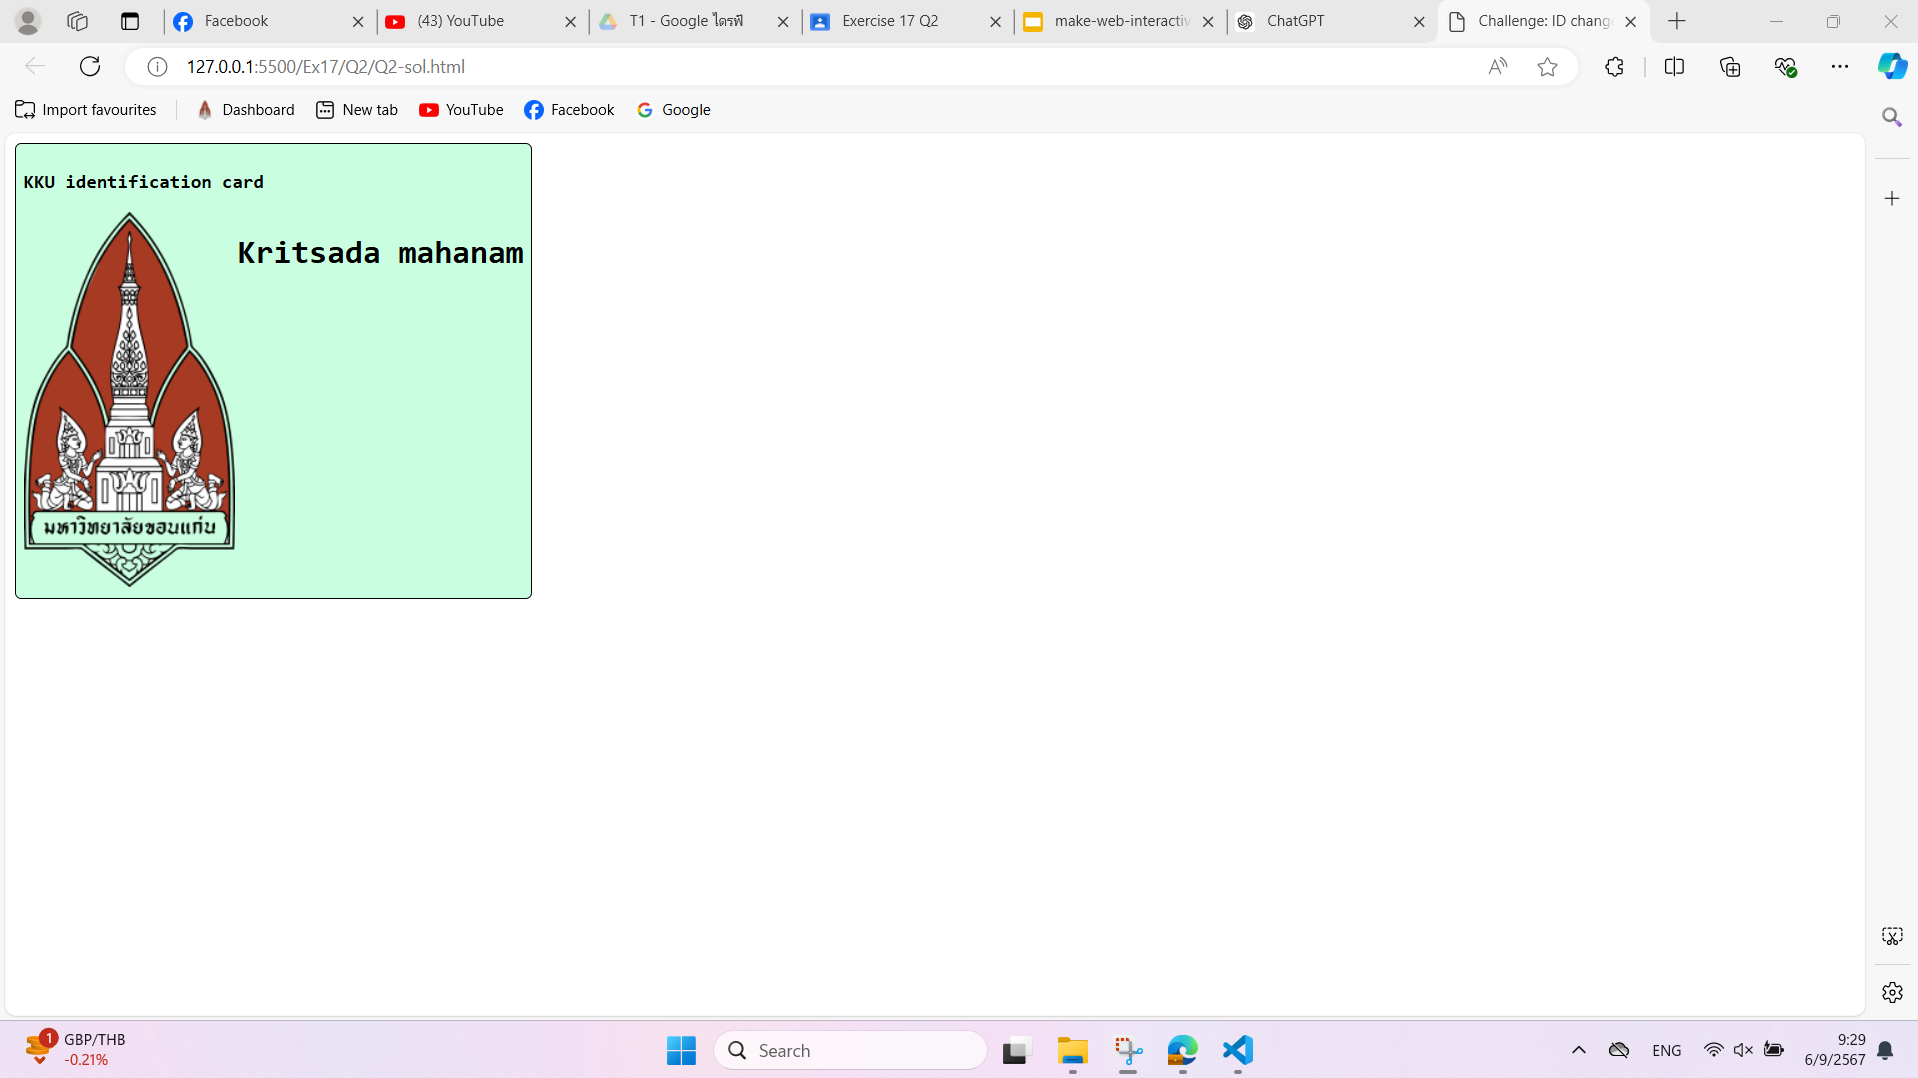 Facebook
(43) YouTube
T1 - Google ไดรฟ์
Exercise 17 Q2
make-web-interactiv
ChatGPT
Challenge: ID chang
127.0.0.1:5500/Ex17/Q2/Q2-sol.html
Import favourites
Dashboard
New tab
YouTube
Facebook
Google
KKU identification card
Kritsada mahanam
มหาวิทยาลัยขอนแก่น
1
GBP/THB
-0.21%
Search
ENG
9:29
6/9/2567